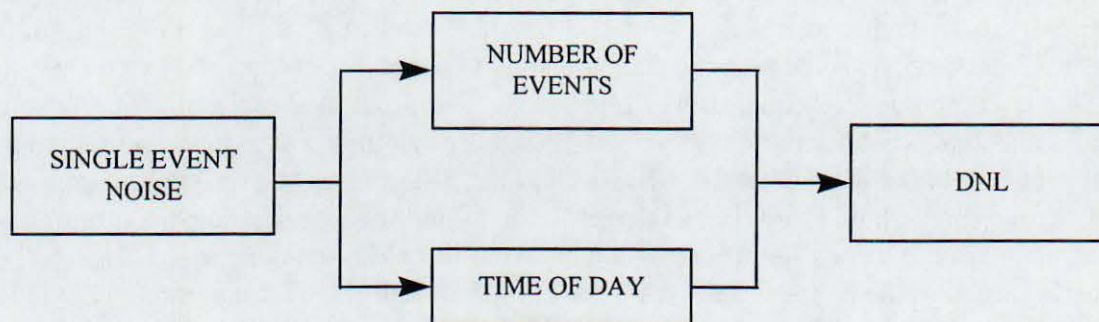 SINGLE EVENT
NOISE
NUMBER OF
EVENTS
TIME OF DAY
DNL